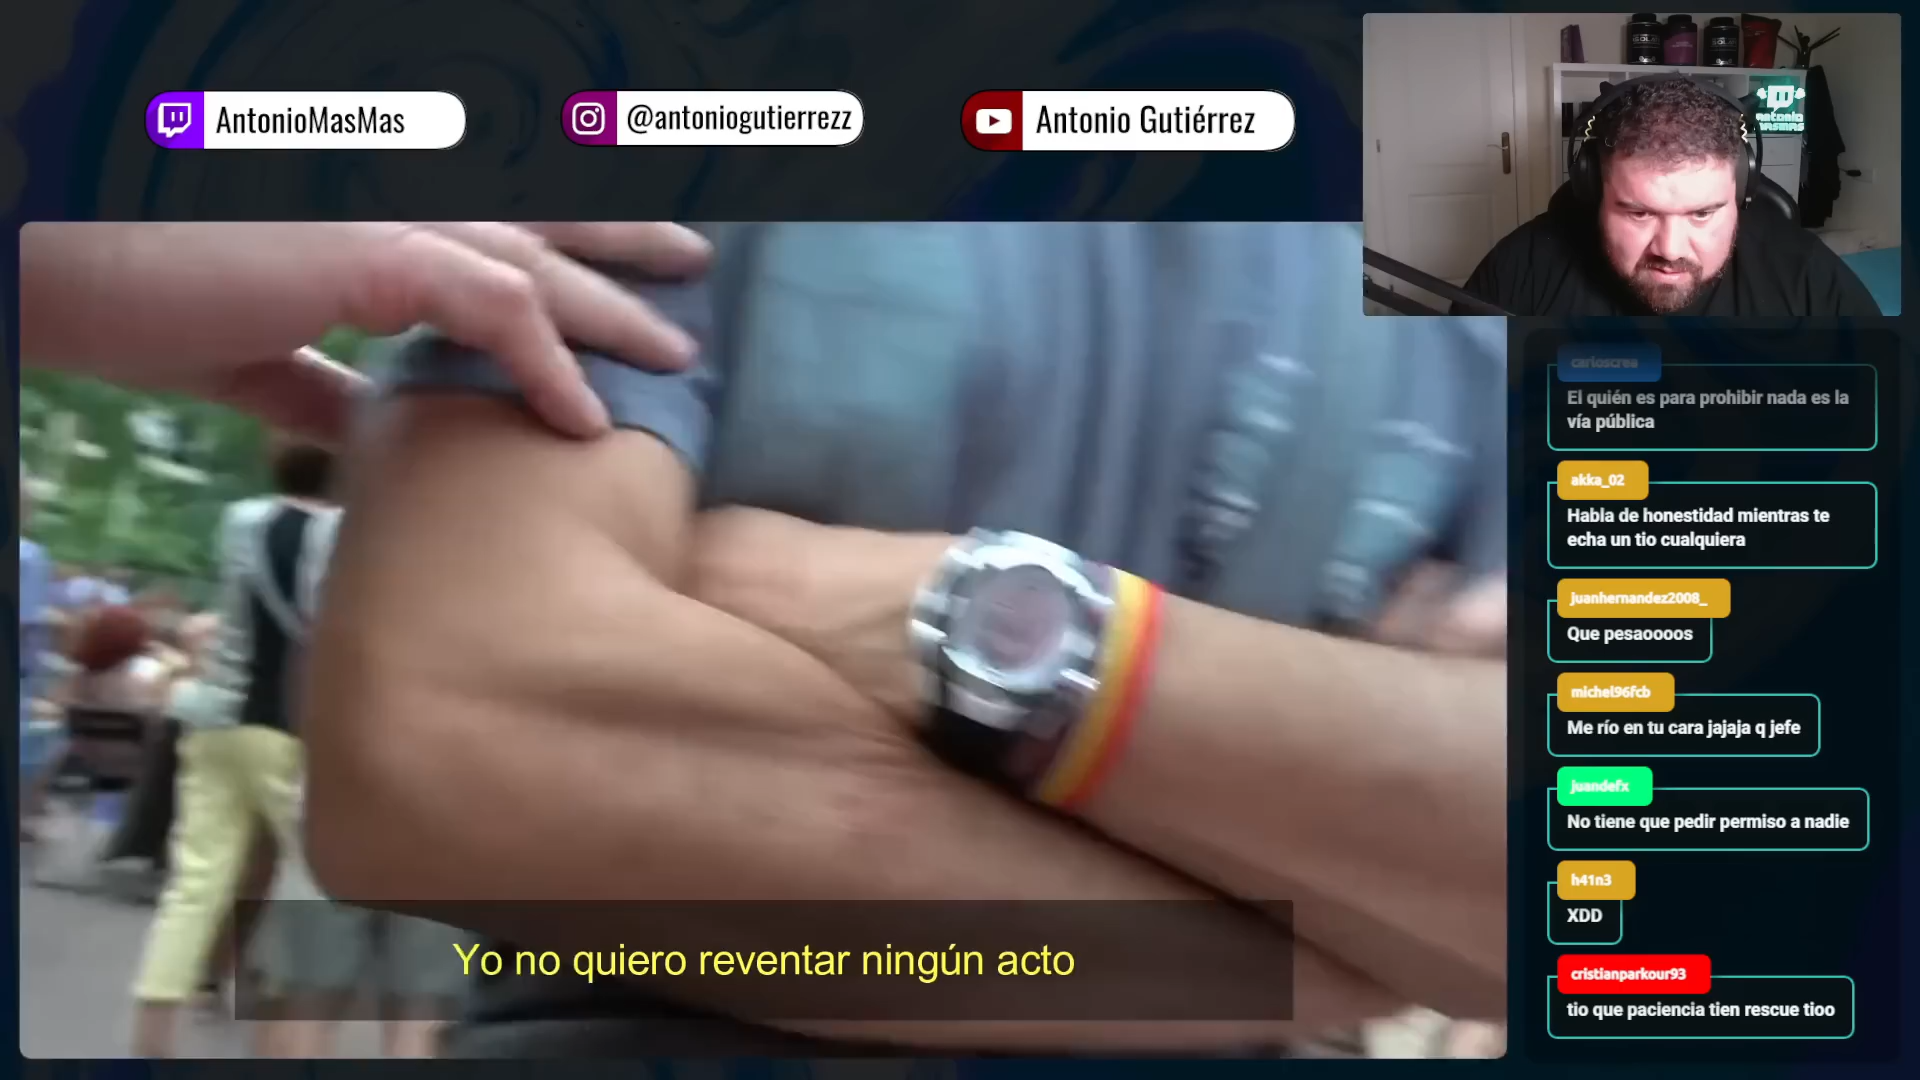 AntonioMasMas
@antoniogutierrezz
Antonio Gutiérrez
carloscrea
El quién es para prohibir nada es la
vía pública
akka_02
Habla de honestidad mientras te
echa un tio cualquiera
juanhernandez2008_
Que pesaoooos
michel96fcb
Me río en tu cara jajaja q jefe
juandefx
No tiene que pedir permiso a nadie
h41n3
XDD
cristianparkour93
tio que paciencia tien rescue tioo
Yo no quiero reventar ningún acto